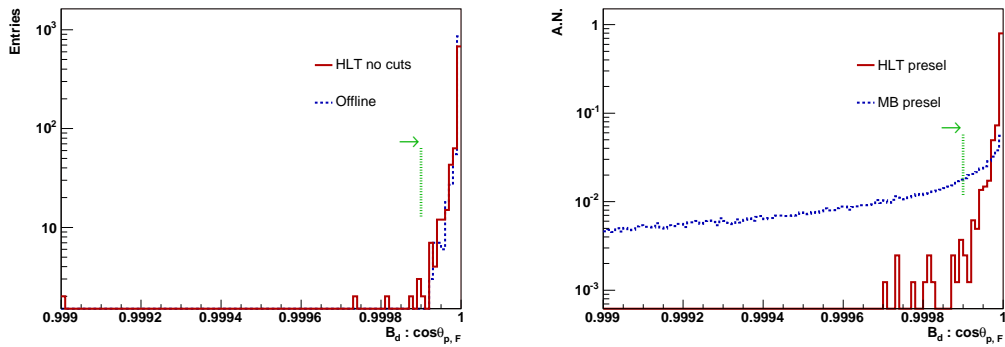 Entries
10³
10²
10
HLT no cuts
Offline
0.999 0.9992 0.9994 0.9996 0.9998 1
B_d : cosθ_p, F
A.N.
1
10⁻¹
10⁻²
10⁻³
HLT presel
MB presel
0.999 0.9992 0.9994 0.9996 0.9998 1
B_d : cosθ_p, F